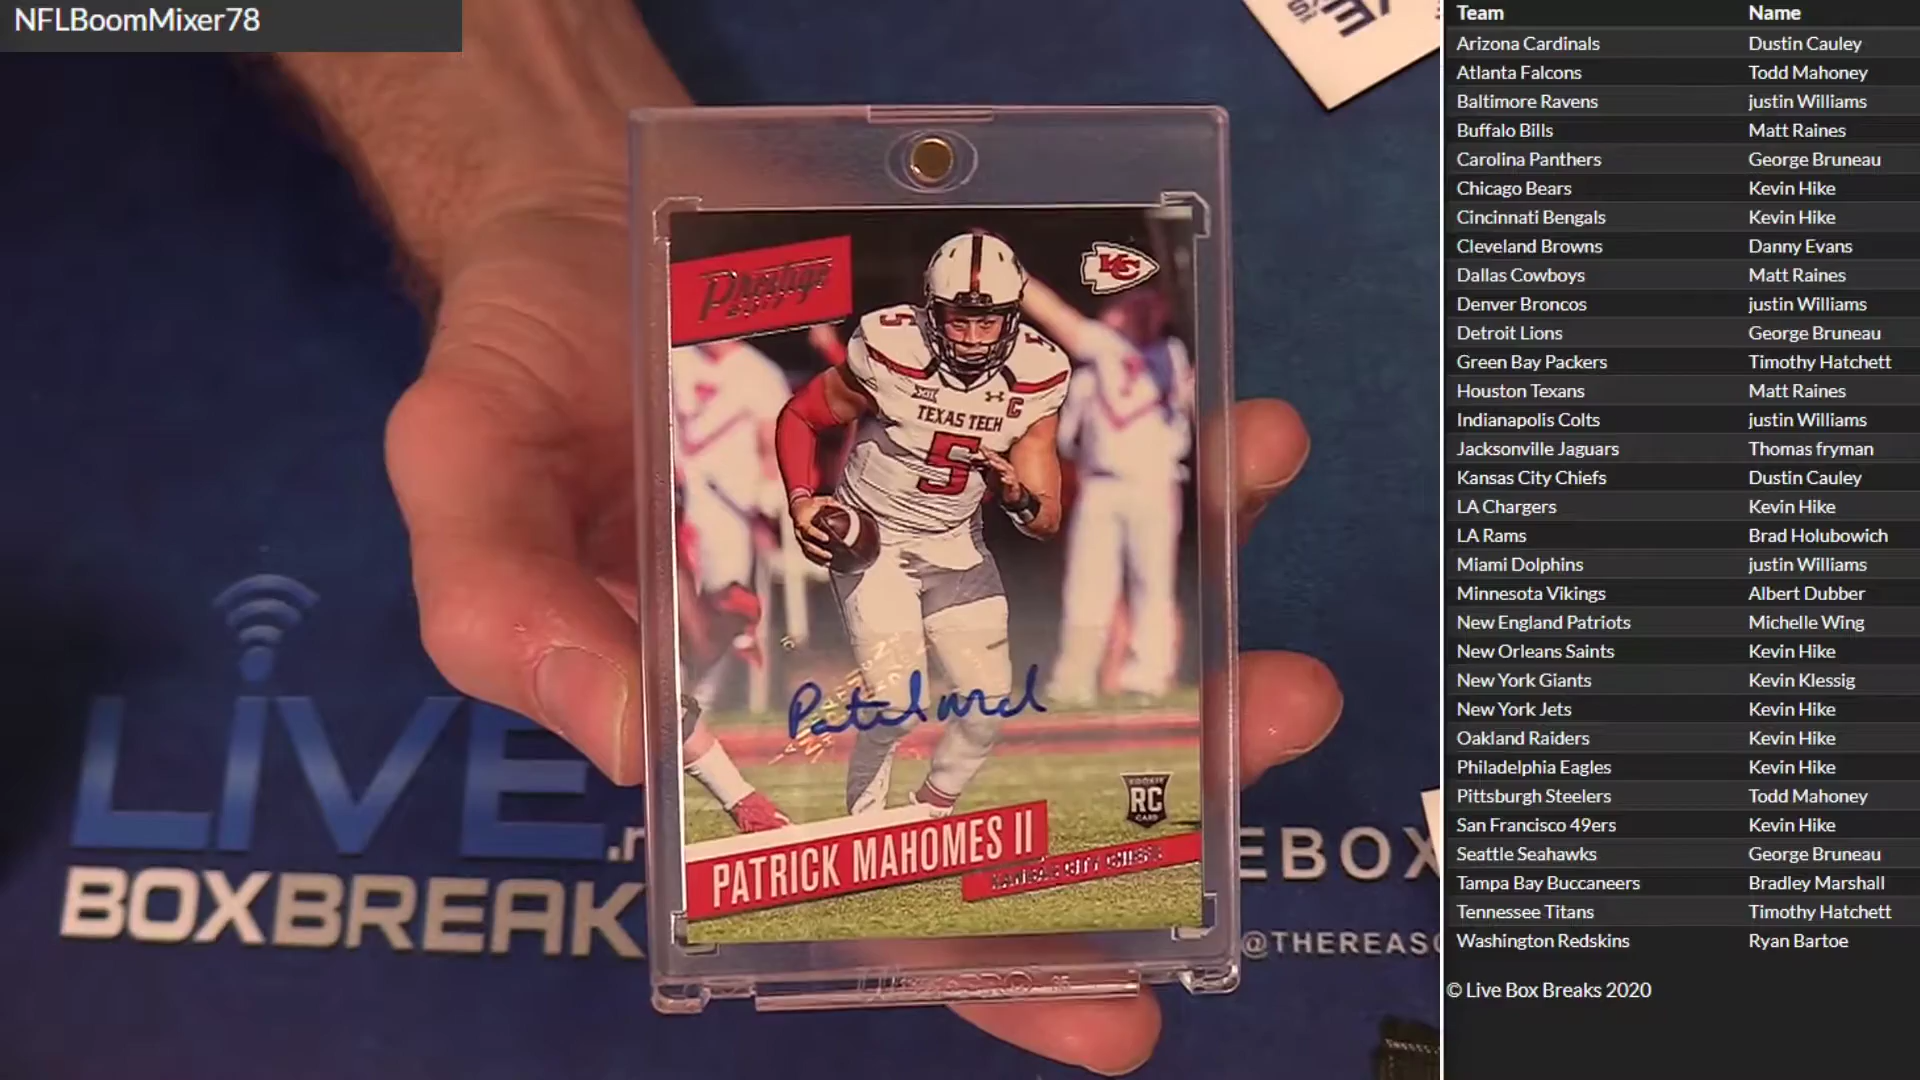 NFLBoomMixer78
Team Name
Arizona Cardinals Dustin Cauley
Atlanta Falcons Todd Mahoney
Baltimore Ravens justin Williams
Buffalo Bills Matt Raines
Carolina Panthers George Bruneau
Chicago Bears Kevin Hike
Cincinnati Bengals Kevin Hike
Cleveland Browns Danny Evans
Dallas Cowboys Matt Raines
Denver Broncos justin Williams
Detroit Lions George Bruneau
Green Bay Packers Timothy Hatchett
Houston Texans Matt Raines
Indianapolis Colts justin Williams
Jacksonville Jaguars Thomas fryman
Kansas City Chiefs Dustin Cauley
LA Chargers Kevin Hike
LA Rams Brad Holubowich
Miami Dolphins justin Williams
Minnesota Vikings Albert Dubber
New England Patriots Michelle Wing
New Orleans Saints Kevin Hike
New York Giants Kevin Klessig
New York Jets Kevin Hike
Oakland Raiders Kevin Hike
Philadelphia Eagles Kevin Hike
Pittsburgh Steelers Todd Mahoney
San Francisco 49ers Kevin Hike
Seattle Seahawks George Bruneau
Tampa Bay Buccaneers Bradley Marshall
Tennessee Titans Timothy Hatchett
Washington Redskins Ryan Bartoe
© Live Box Breaks 2020
Prestige
2017
KC
5
5
C
TEXAS TECH
5
RC
CARD
PATRICK MAHOMES II
KANSAS CITY CHIEFS
LIVE
BOXBREAK
EBOX
@THEREAS